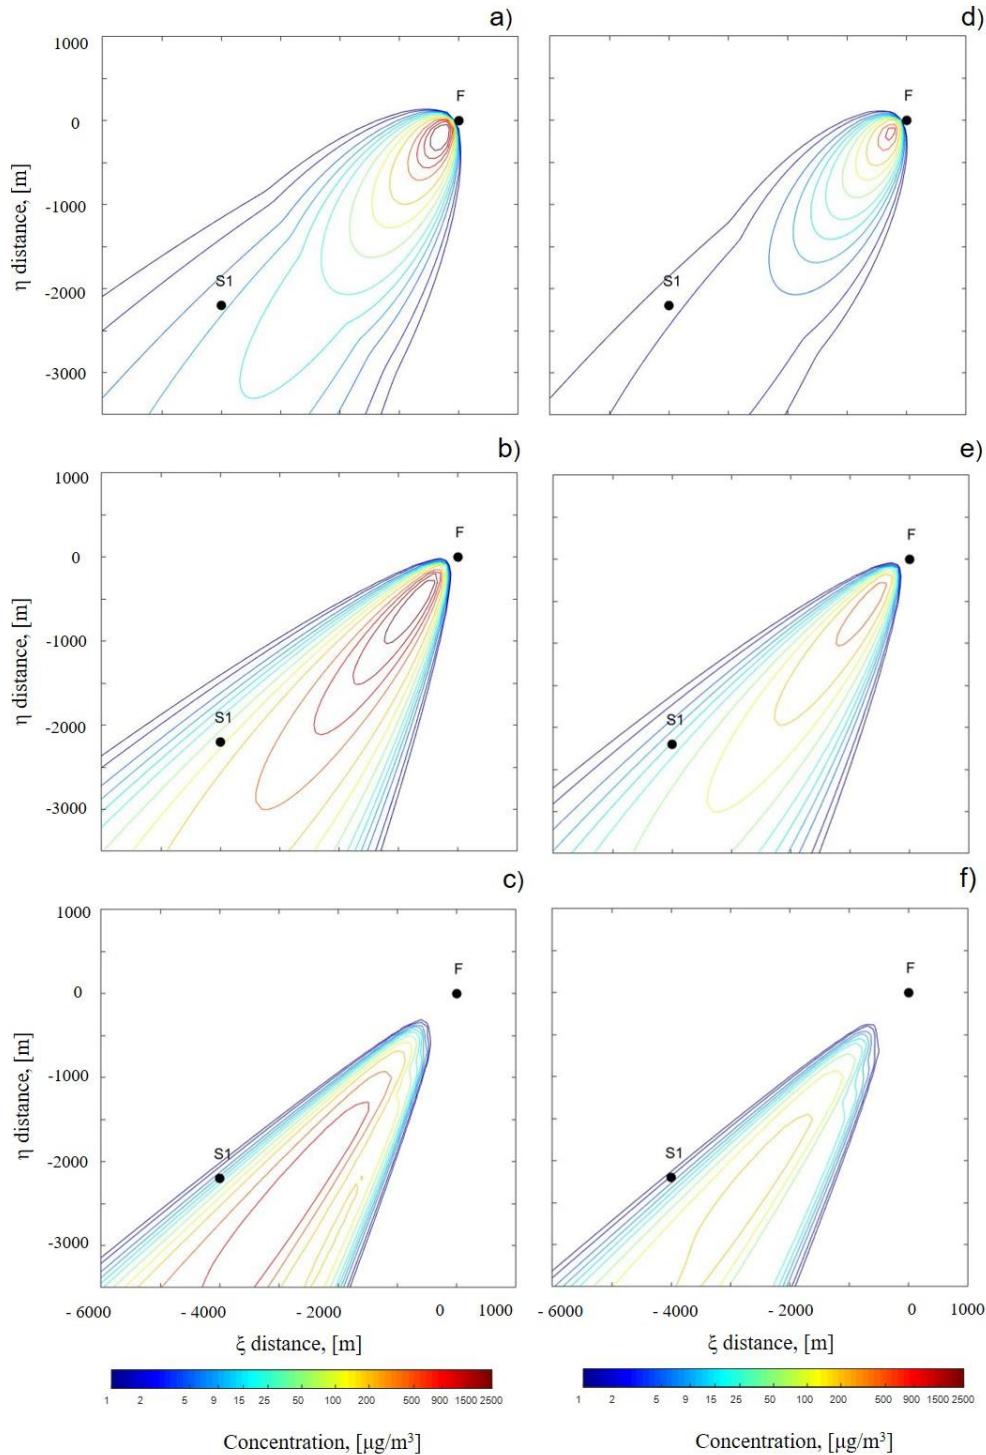 a)
d)
1000
0
-1000
-2000
-3000
η distance, [m]
F
S1
F
S1
b)
e)
1000
0
-1000
-2000
-3000
η distance, [m]
F
S1
F
S1
c)
f)
1000
0
-1000
-2000
-3000
η distance, [m]
F
S1
F
S1
- 6000 - 4000 - 2000 0 1000
-6000 -4000 -2000 0 1000
ξ distance, [m]
ξ distance, [m]
1 2 5 9 15 25 50 100 200 500 900 1500 2500
1 2 5 9 15 25 50 100 200 500 900 1500 2500
Concentration, [µg/m³]
Concentration, [µg/m³]